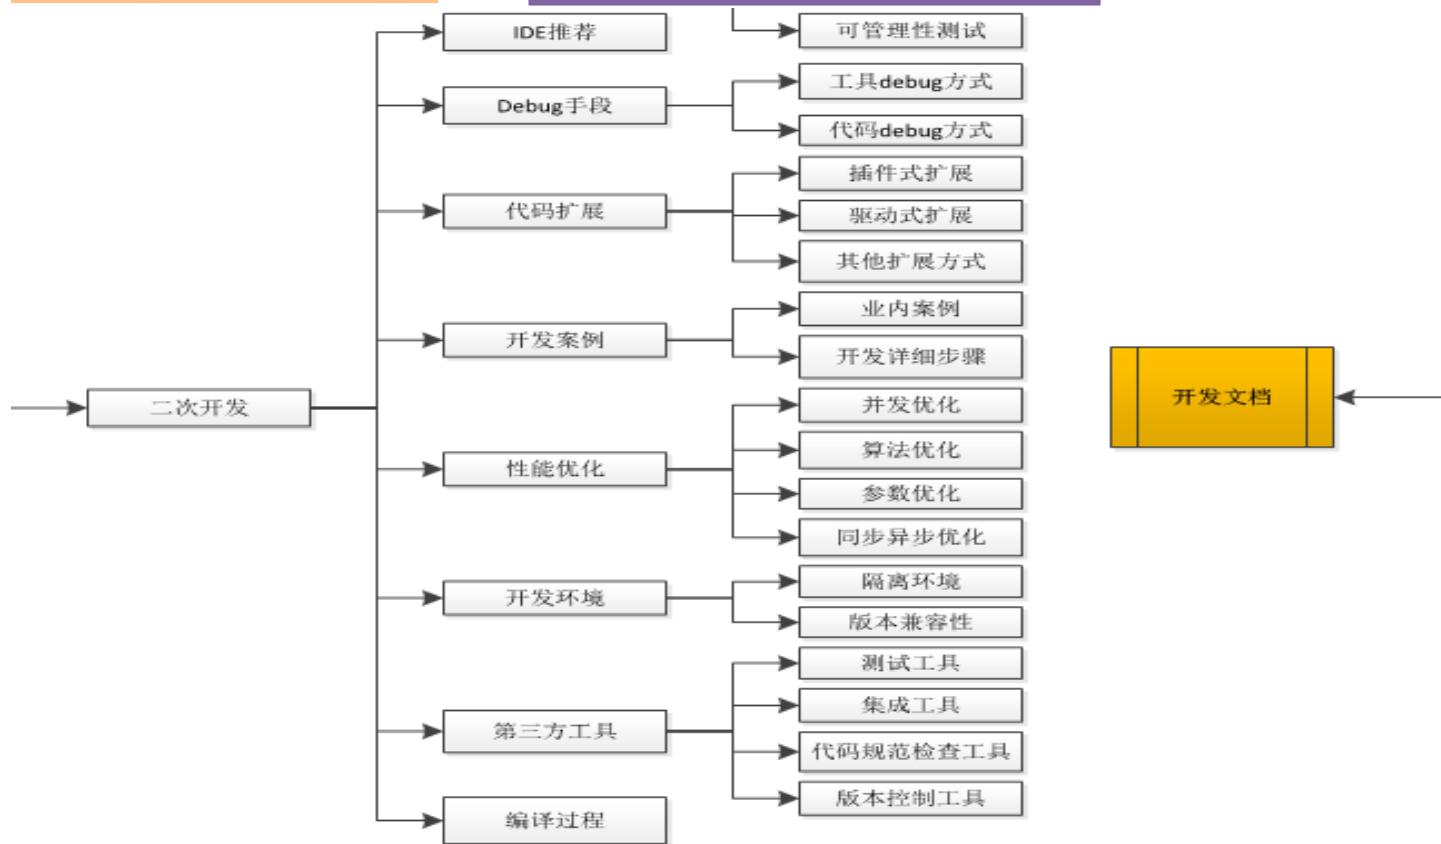 IDE推荐
可管理性测试
Debug手段
工具debug方式
代码debug方式
代码扩展
插件式扩展
驱动式扩展
其他扩展方式
开发案例
业内案例
开发详细步骤
二次开发
开发文档
性能优化
并发优化
算法优化
参数优化
同步异步优化
开发环境
隔离环境
版本兼容性
第三方工具
测试工具
集成工具
代码规范检查工具
版本控制工具
编译过程